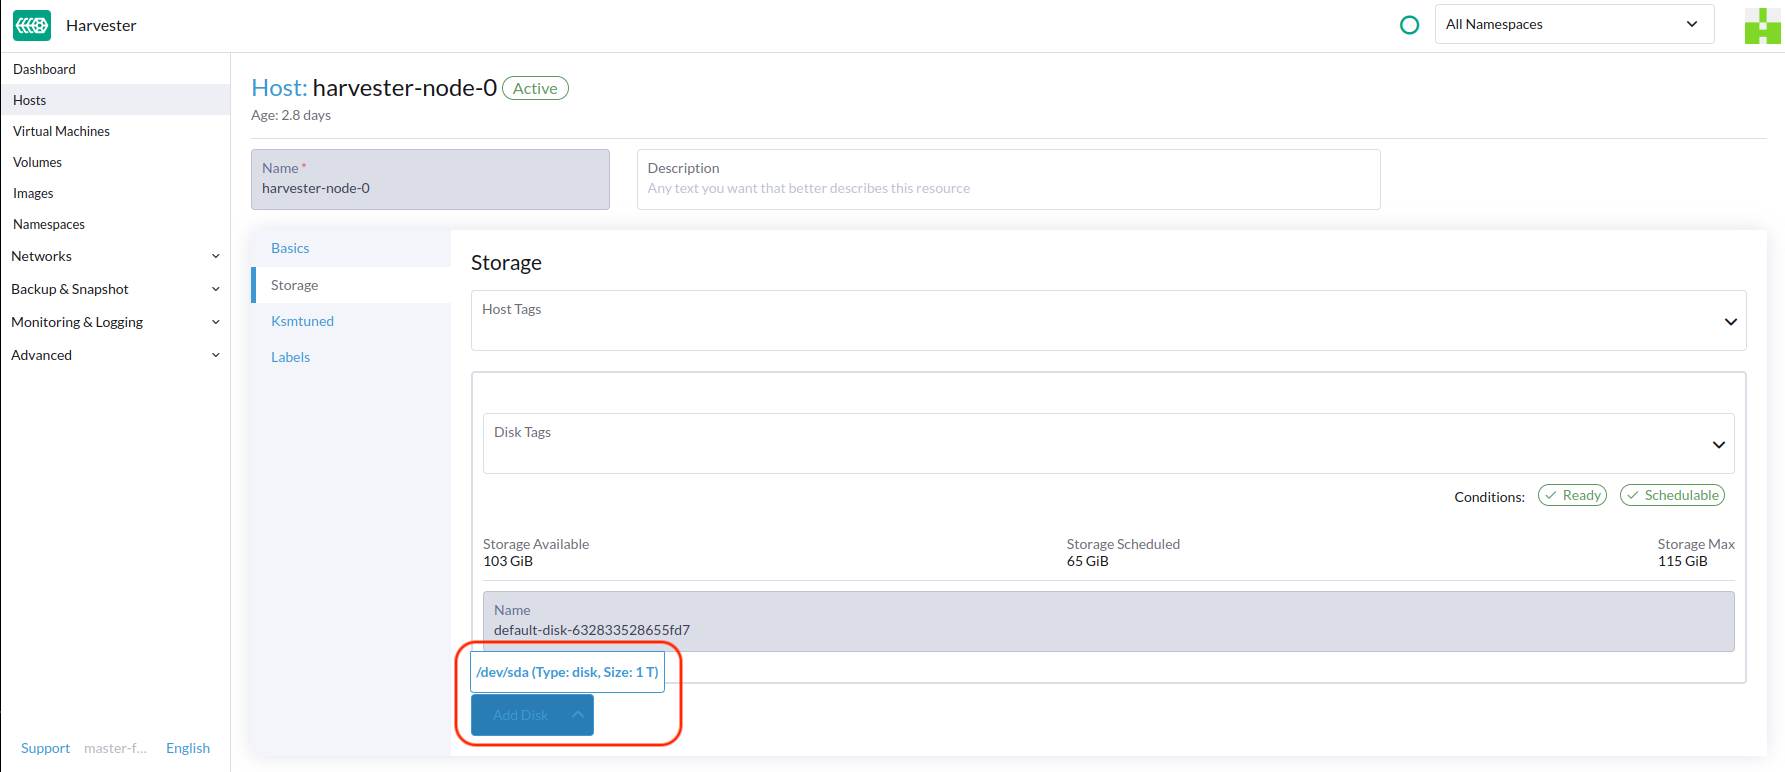 Harvester
All Namespaces
Dashboard
Hosts
Virtual Machines
Volumes
Images
Namespaces
Networks
Backup & Snapshot
Monitoring & Logging
Advanced
Support master-f... English
Host: harvester-node-0 Active
Age: 2.8 days
Name *
harvester-node-0
Description
Any text you want that better describes this resource
Basics
Storage
Ksmtuned
Labels
Storage
Host Tags
Disk Tags
Conditions: Ready Schedulable
Storage Available Storage Scheduled Storage Max
103 GiB 65 GiB 115 GiB
Name
default-disk-632833528655fd7
/dev/sda (Type: disk, Size: 1 T)
Add Disk